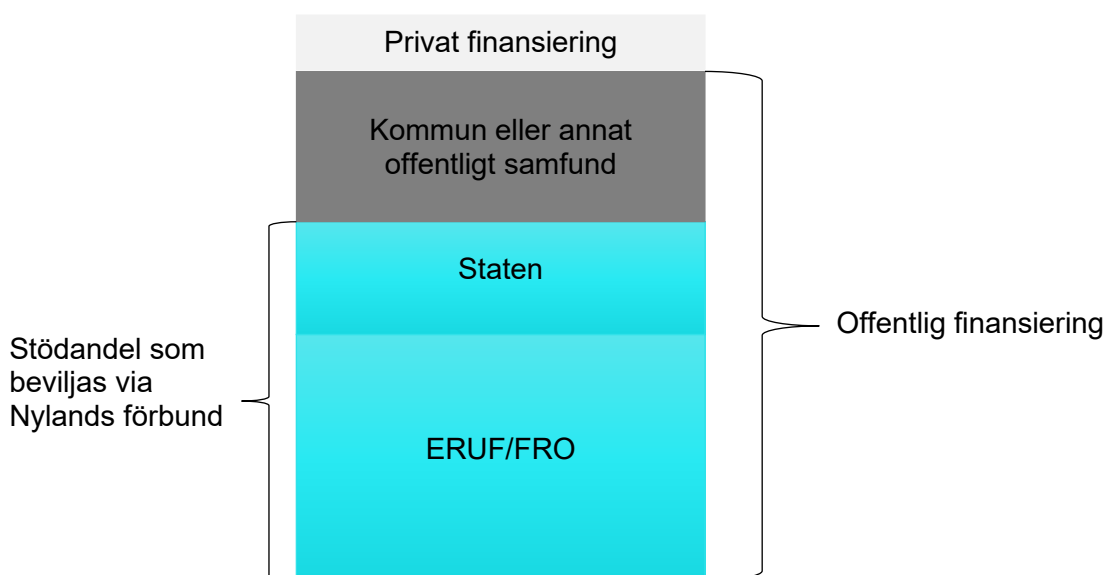 Privat finansiering
Kommun eller annat
offentligt samfund
Staten
Offentlig finansiering
Stödandel som
beviljas via
Nylands förbund
ERUF/FRO